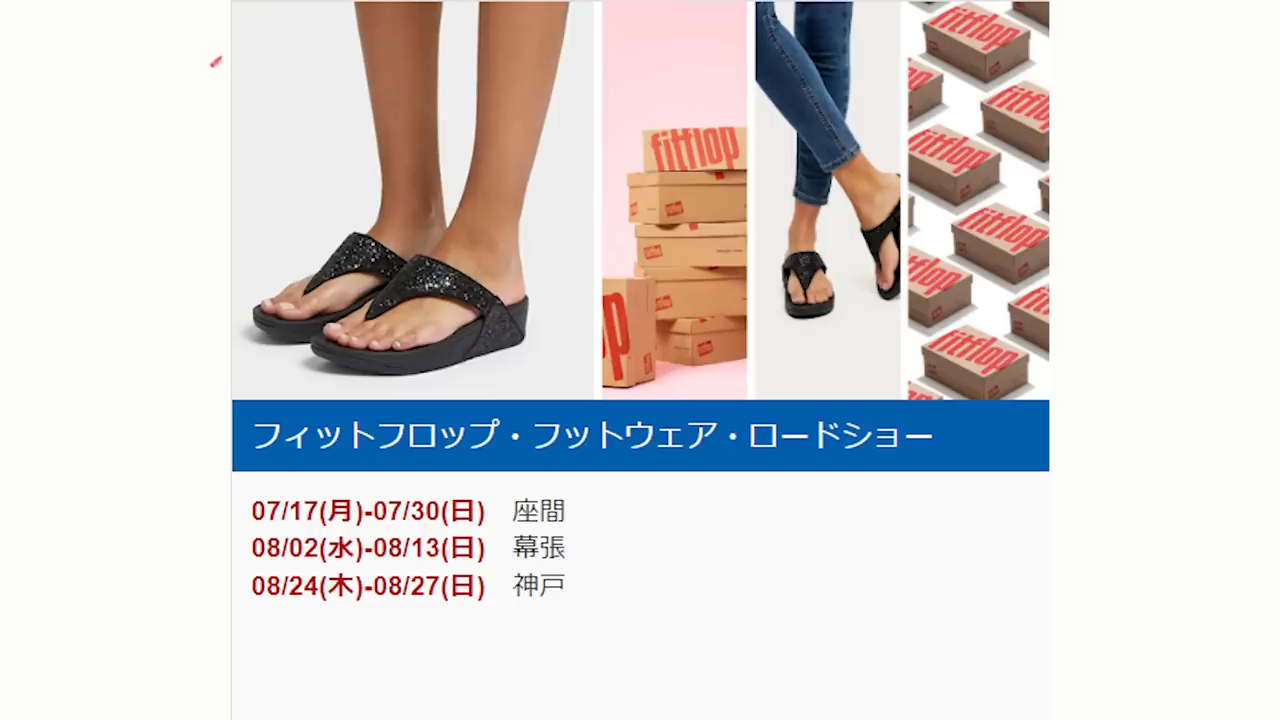 fitflop
フィットフロップ・フットウェア・ロードショー
07/17(月)-07/30(日) 座間
08/02(水)-08/13(日) 幕張
08/24(木)-08/27(日) 神戸